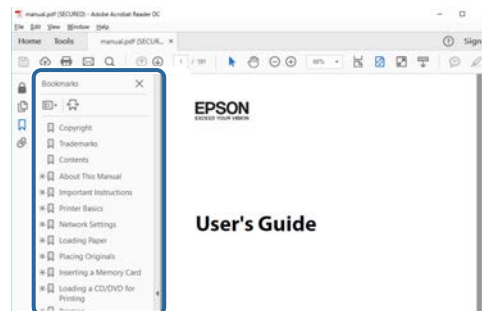 manual.pdf (SECURED) - Adobe Acrobat Reader DC
File Edit View Window Help
Home Tools manual.pdf (SECUR... ×
Sign
1 / 191
Bookmarks
Copyright
Trademarks
Contents
About This Manual
Important Instructions
Printer Basics
Network Settings
Loading Paper
Placing Originals
Inserting a Memory Card
Loading a CD/DVD for
Printing
EPSON
EXCEED YOUR VISION
User's Guide